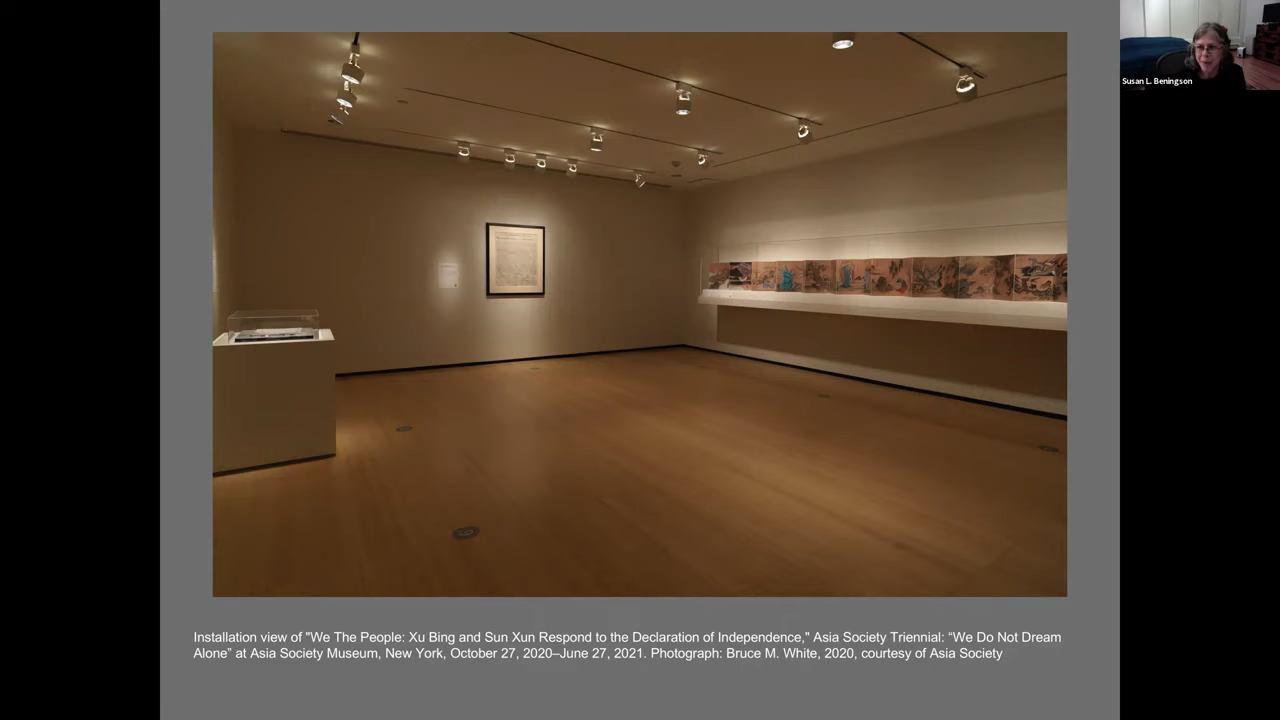 Susan L. Beningson
Installation view of "We The People: Xu Bing and Sun Xun Respond to the Declaration of Independence," Asia Society Triennial: “We Do Not Dream
Alone” at Asia Society Museum, New York, October 27, 2020–June 27, 2021. Photograph: Bruce M. White, 2020, courtesy of Asia Society